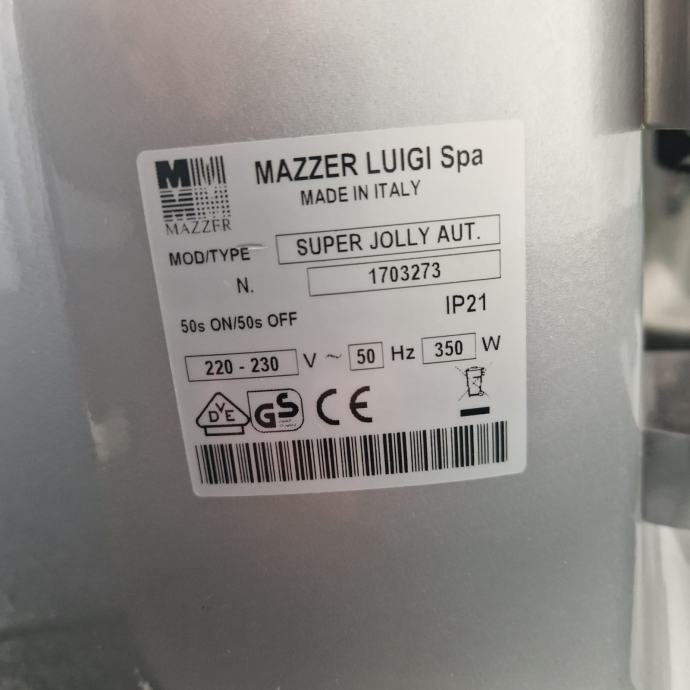 MAZZER LUIGI Spa
MADE IN ITALY
MAZZER
MOD/TYPE SUPER JOLLY AUT.
N. 1703273
50s ON/50s OFF IP21
220 - 230 V ~ 50 Hz 350 W
DVE GS CE